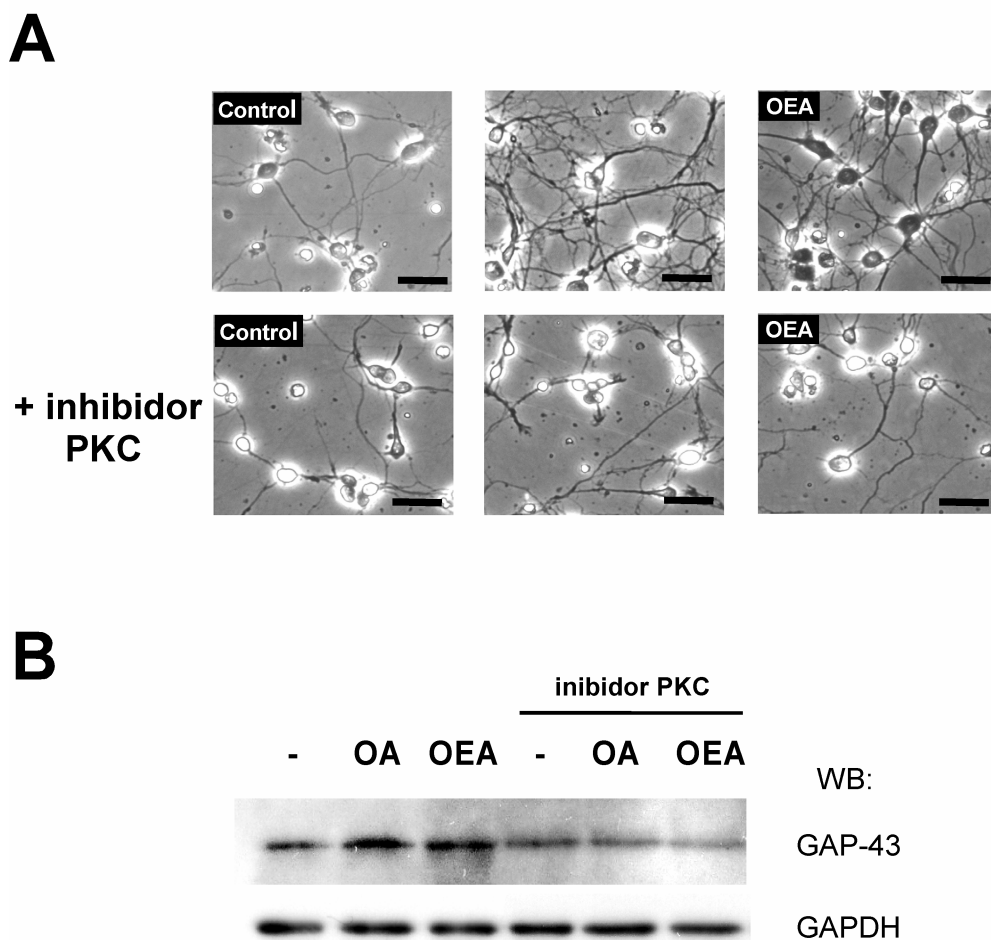 A
Control
OEA
Control
OEA
+ inhibidor
PKC
B
inibidor PKC
- OA OEA - OA OEA
WB:
GAP-43
GAPDH